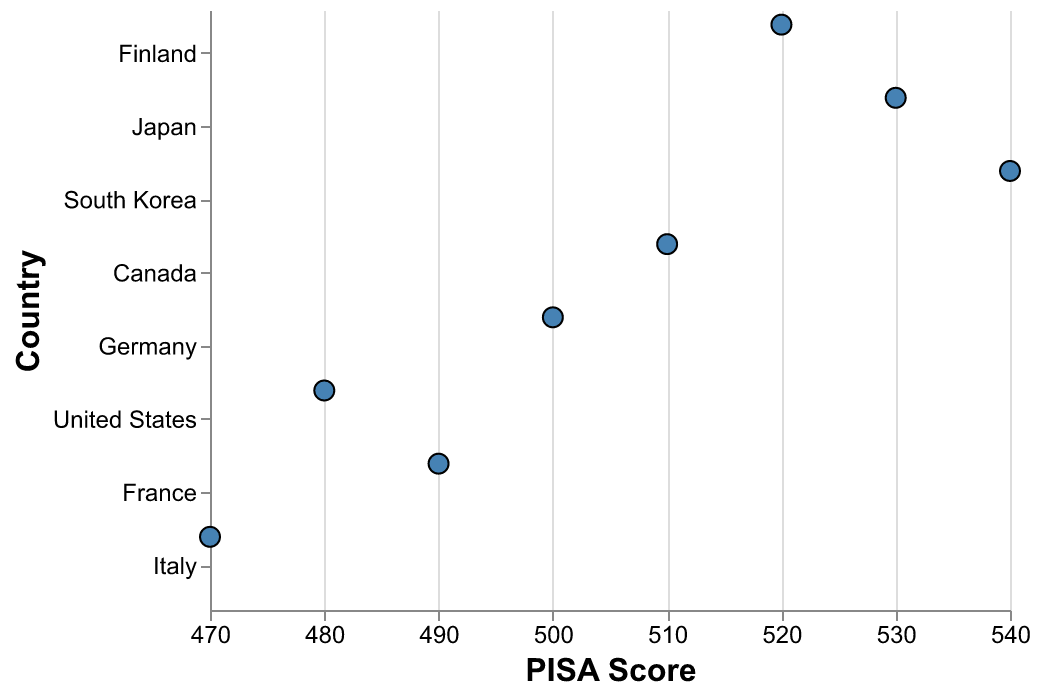 Finland
Japan
South Korea
Canada
Germany
United States
France
Italy
Country
470 480 490 500 510 520 530 540
PISA Score